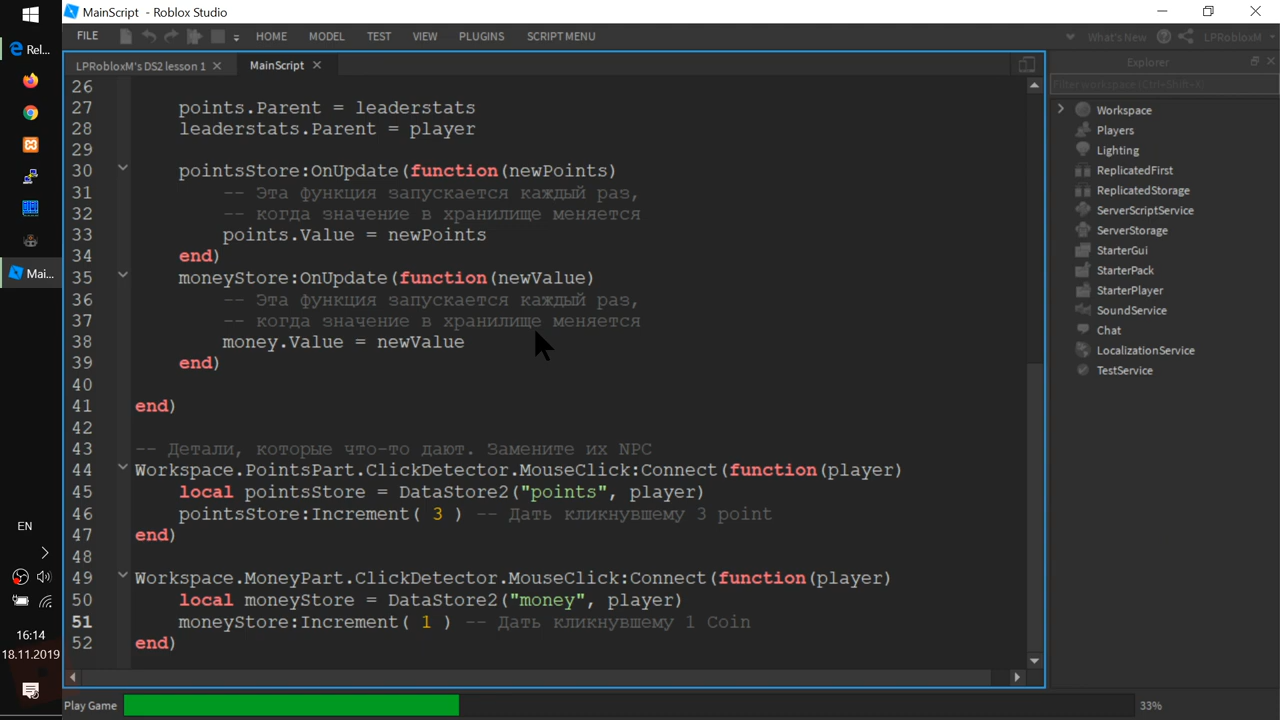 MainScript - Roblox Studio
FILE HOME MODEL TEST VIEW PLUGINS SCRIPT MENU What's New LPRobloxM
Rel...
LPRobloxM's DS2 lesson 1 MainScript
Explorer
Filter workspace (Ctrl+Shift+X)
26
27 points.Parent = leaderstats
28 leaderstats.Parent = player
29
30 pointsStore:OnUpdate(function(newPoints)
31 -- Эта функция запускается каждый раз,
32 -- когда значение в хранилище меняется
33 points.Value = newPoints
34 end)
35 moneyStore:OnUpdate(function(newValue)
36 -- Эта функция запускается каждый раз,
37 -- когда значение в хранилище меняется
38 money.Value = newValue
39 end)
40
41 end)
42
43 -- Детали, которые что-то дают. Замените их NPC
44 Workspace.PointsPart.ClickDetector.MouseClick:Connect(function(player)
45 local pointsStore = DataStore2("points", player)
46 pointsStore:Increment( 3 ) -- Дать кликнувшему 3 point
47 end)
48
49 Workspace.MoneyPart.ClickDetector.MouseClick:Connect(function(player)
50 local moneyStore = DataStore2("money", player)
51 moneyStore:Increment( 1 ) -- Дать кликнувшему 1 Coin
52 end)
Workspace
Players
Lighting
ReplicatedFirst
ReplicatedStorage
ServerScriptService
ServerStorage
StarterGui
StarterPack
StarterPlayer
SoundService
Chat
LocalizationService
TestService
Mai...
EN
16:14
18.11.2019
Play Game 33%